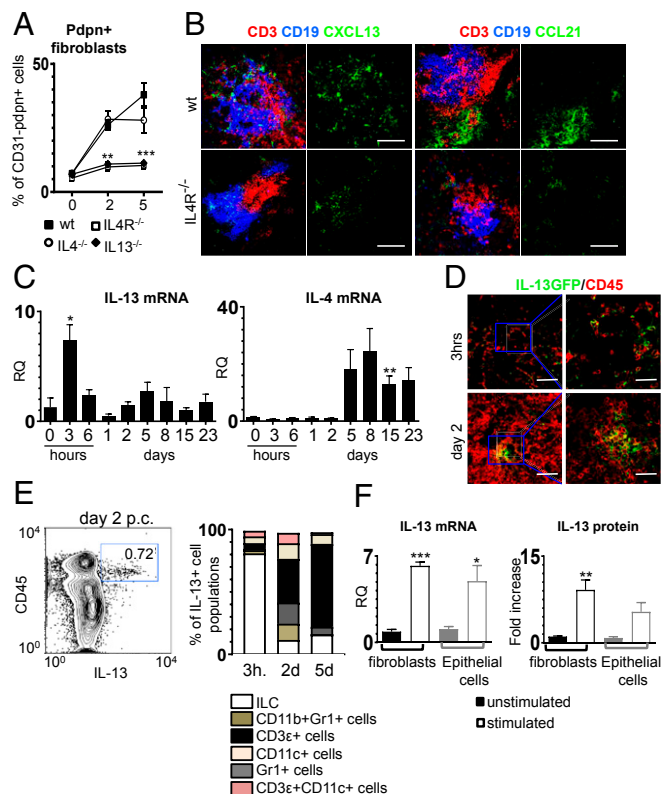 A
Pdpn+
fibroblasts
% of CD31-pdpn+ cells
50
0
0 2 5
** ***
wt IL4R-/-
IL4-/- IL13-/-
B
CD3 CD19 CXCL13 CD3 CD19 CCL21
wt
IL4R-/-
C
IL-13 mRNA IL-4 mRNA
RQ
10
0
*
0 3 6 1 2 5 8 15 23
hours days
RQ
40
0
**
0 3 6 1 2 5 8 15 23
hours days
D
IL-13GFP/CD45
3hrs
day 2
E
day 2 p.c.
CD45
10^4
10^0
0.72
10^0 10^4
IL-13
% of IL-13+ cell
populations
100
0
3h. 2d 5d
ILC
CD11b+Gr1+ cells
CD3ε+ cells
CD11c+ cells
Gr1+ cells
CD3ε+CD11c+ cells
F
IL-13 mRNA IL-13 protein
RQ
7
0
*** *
fibroblasts Epithelial
cells
Fold increase
15
0
**
fibroblasts Epithelial
cells
unstimulated
stimulated